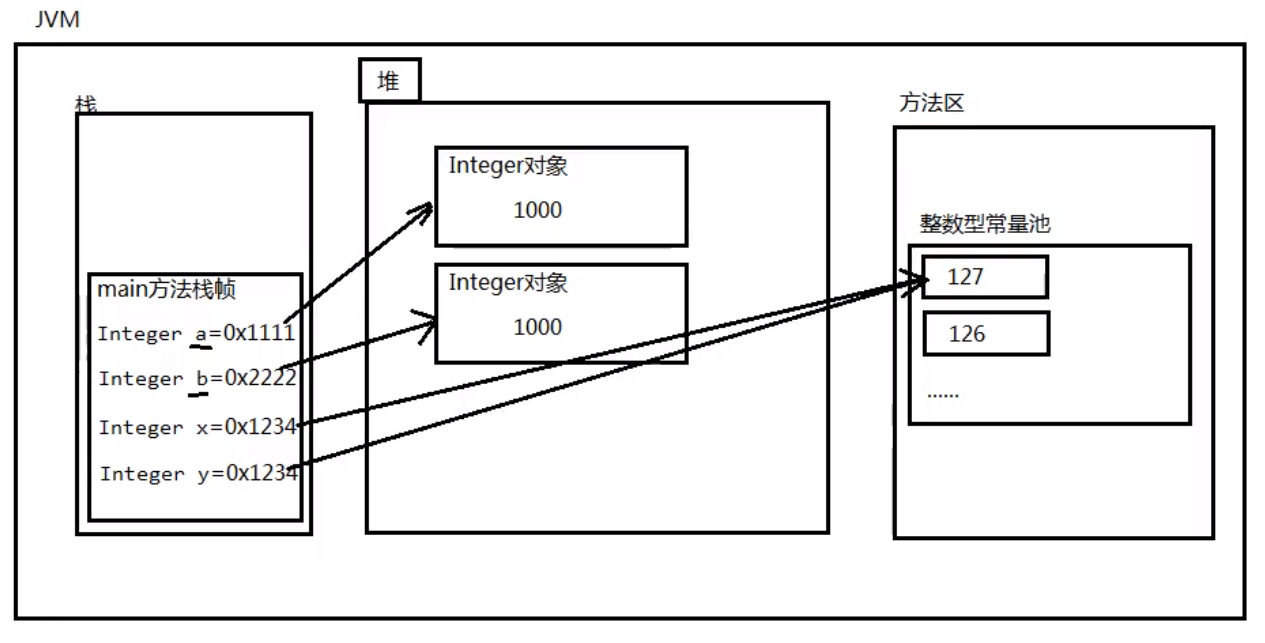 JVM
栈
堆
方法区
main方法栈帧
Integer a=0x1111
Integer b=0x2222
Integer x=0x1234
Integer y=0x1234
Integer对象
1000
Integer对象
1000
整数型常量池
127
126
......